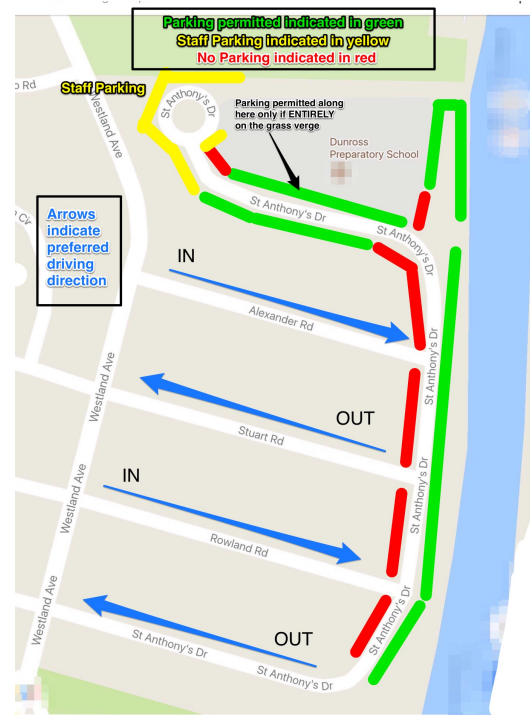 Parking permitted indicated in green
Staff Parking indicated in yellow
No Parking indicated in red
o Rd
Staff Parking
Westland Ave
St Anthony's Dr
Parking permitted along
here only if ENTIRELY
on the grass verge
Dunross
Preparatory School
St Anthony's Dr
St Anthony's Dr
Arrows
indicate
preferred
driving
direction
IN
Alexander Rd
St Anthony's Dr
Westland Ave
OUT
Stuart Rd
St Anthony's Dr
IN
Westland Ave
Rowland Rd
St Anthony's Dr
Westland Ave
OUT
St Anthony's Dr
St Anthony's Dr